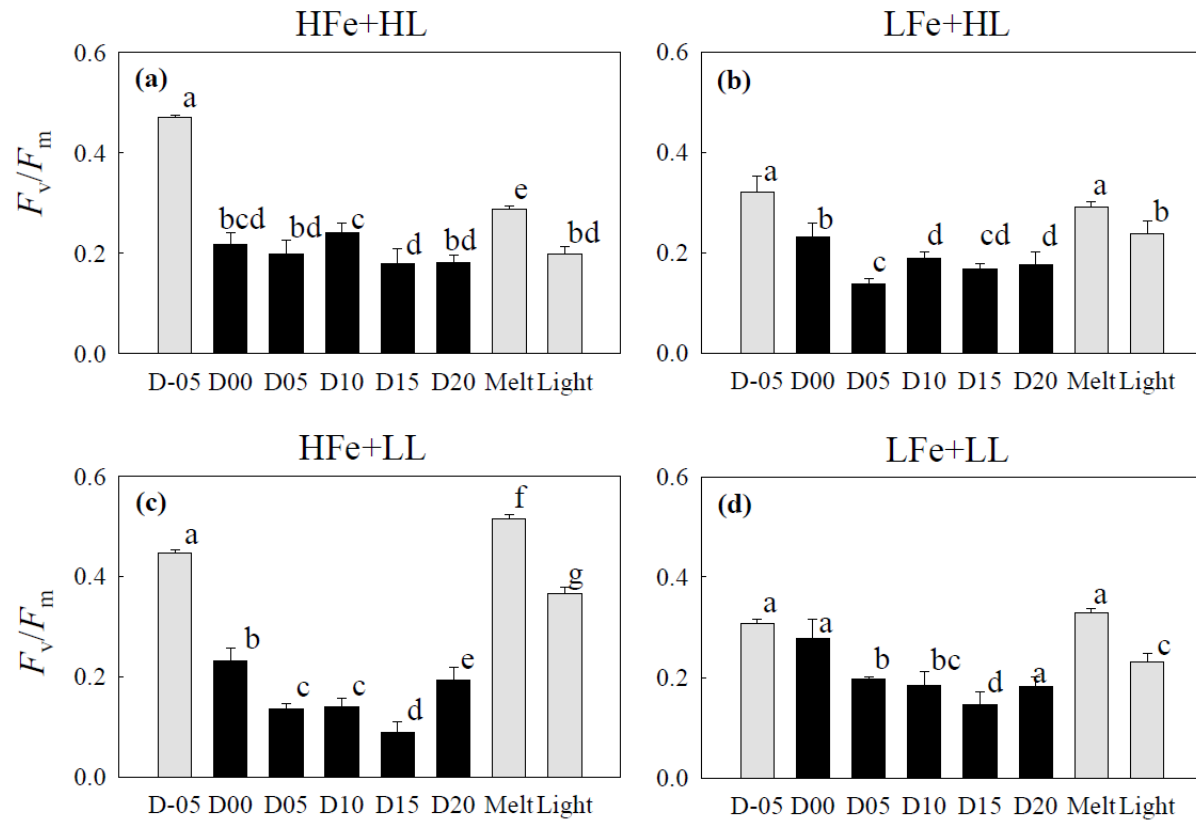 HFe+HL
LFe+HL
0.6
0.4
0.2
0.0
Fv/Fm
(a)
a
bcd
bd
c
d
bd
e
bd
D-05 D00 D05 D10 D15 D20 Melt Light
0.6
0.4
0.2
0.0
(b)
a
b
c
d
cd
d
a
b
D-05 D00 D05 D10 D15 D20 Melt Light
HFe+LL
LFe+LL
0.6
0.4
0.2
0.0
Fv/Fm
(c)
a
b
c
c
d
e
f
g
D-05 D00 D05 D10 D15 D20 Melt Light
0.6
0.4
0.2
0.0
(d)
a
a
b
bc
d
a
a
c
D-05 D00 D05 D10 D15 D20 Melt Light